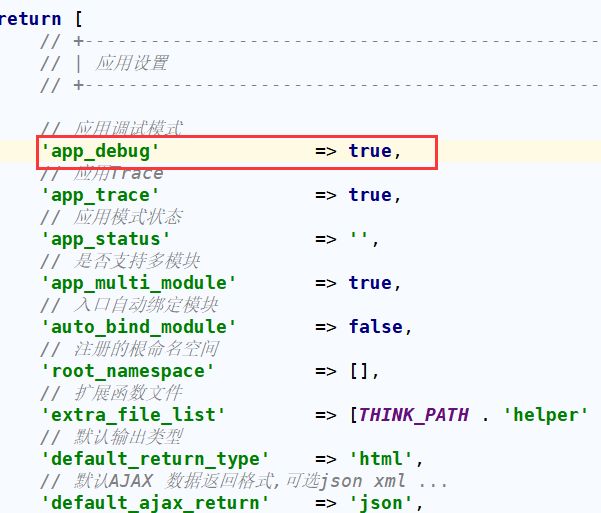 return [
// +-----------------------------------------------
// | 应用设置
// +-----------------------------------------------
// 应用调试模式
'app_debug' => true,
// 应用Trace
'app_trace' => true,
// 应用模式状态
'app_status' => '',
// 是否支持多模块
'app_multi_module' => true,
// 入口自动绑定模块
'auto_bind_module' => false,
// 注册的根命名空间
'root_namespace' => [],
// 扩展函数文件
'extra_file_list' => [THINK_PATH . 'helper'
// 默认输出类型
'default_return_type' => 'html',
// 默认AJAX 数据返回格式,可选json xml ...
'default_ajax_return' => 'json',